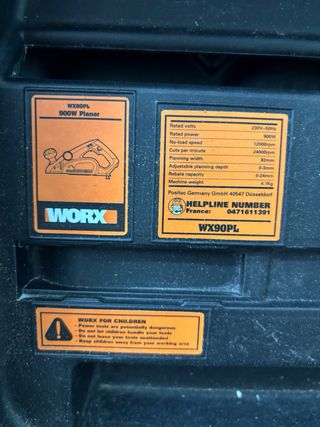 WX90PL
900W Planer
WORX
Rated volts 230V~50Hz
Rated power 900W
No-load speed 12000rpm
Cuts per minute 24000rpm
Planning width 82mm
Adjustable planning depth 0-3mm
Rebate capacity 0-24mm
Machine weight 4.1Kg
Positec Germany GmbH 40547 Düsseldorf
HELPLINE NUMBER
France: 0471611391
WX90PL
WORX FOR CHILDREN
- Power tools are potentially dangerous
- Do not let children handle your tools
- Do not leave your tools unattended
- Keep children away from your working area